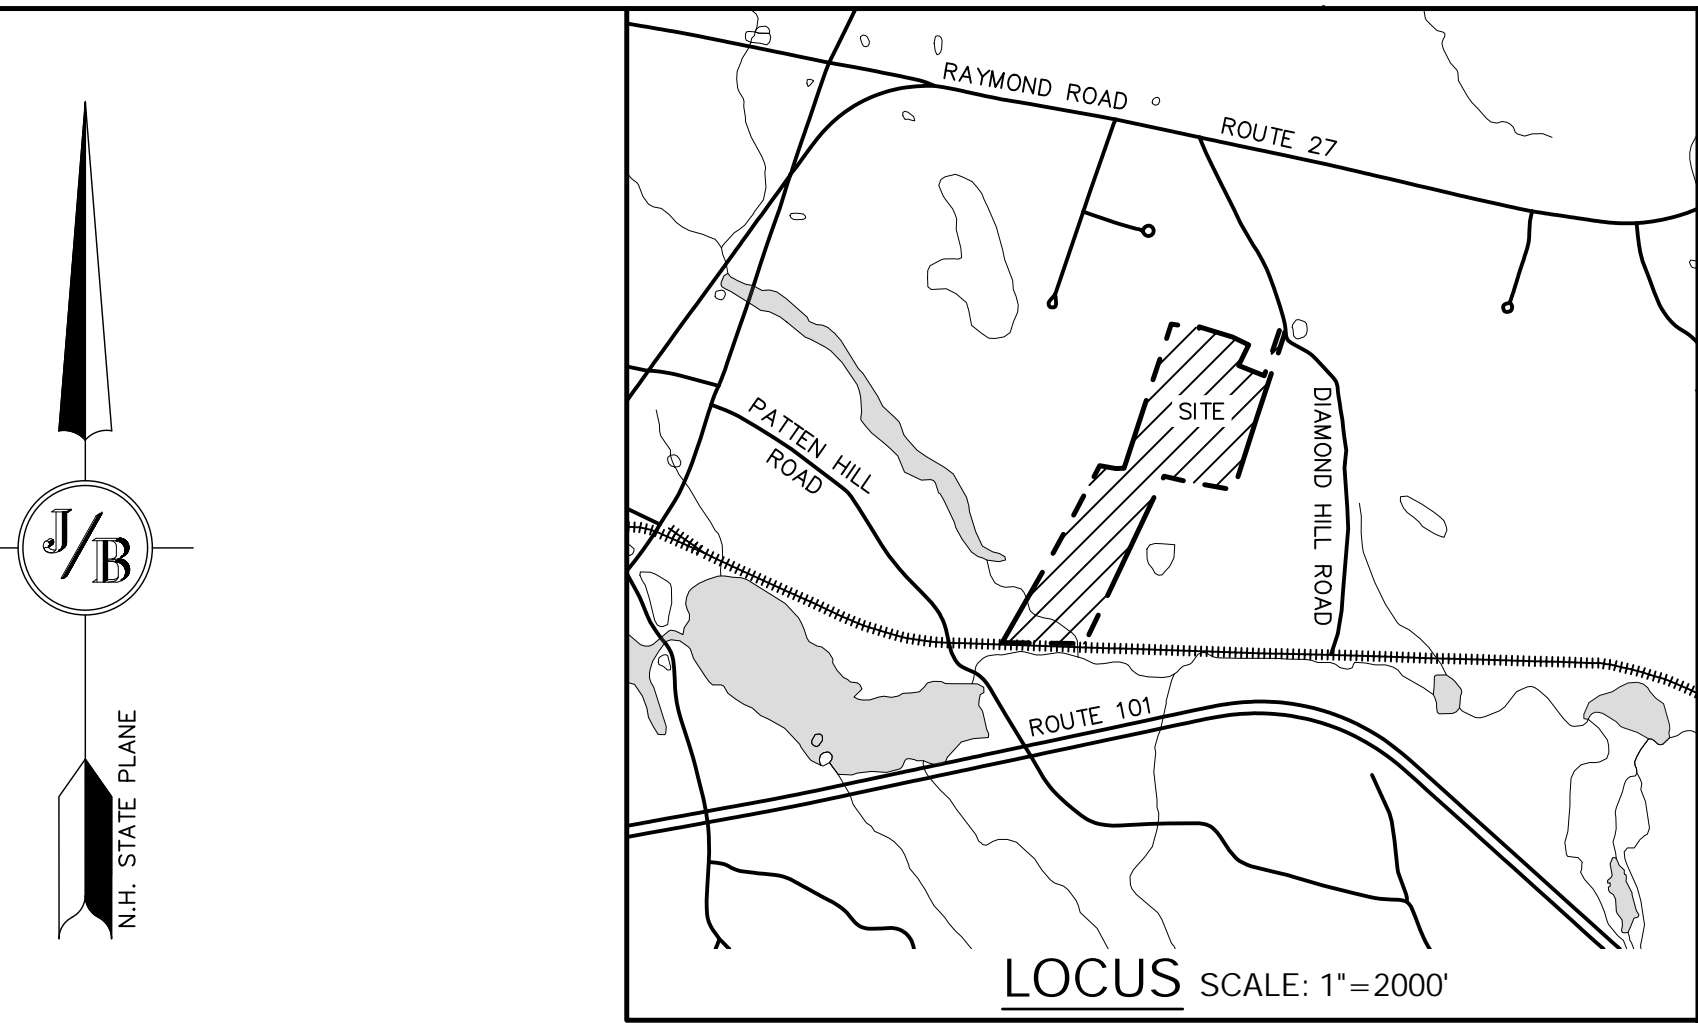 RAYMOND ROAD
ROUTE 27
SITE
PATTEN HILL
ROAD
DIAMOND HILL ROAD
J/B
ROUTE 101
N.H. STATE PLANE
LOCUS SCALE: 1"=2000'